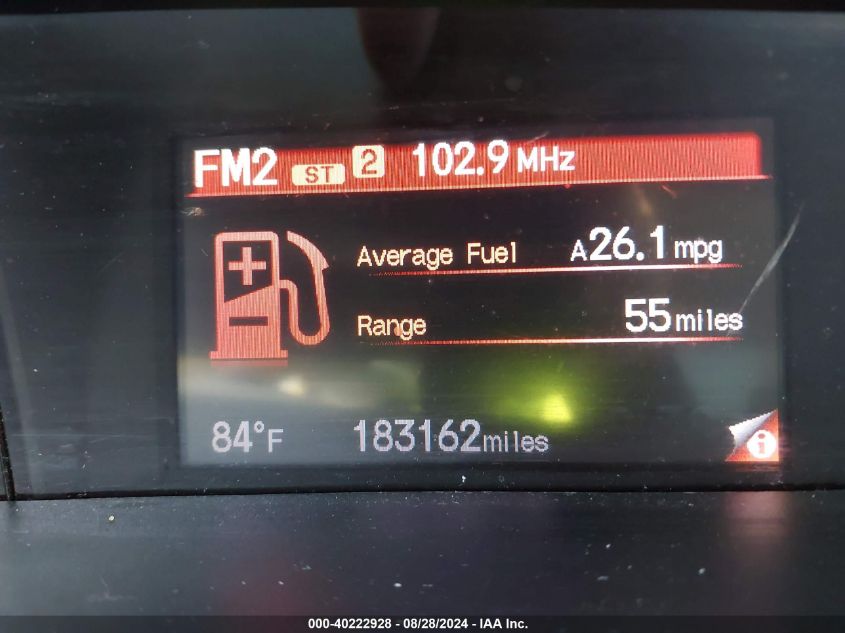 FM2 ST 2 102.9 MHz
Average Fuel A26.1 mpg
Range 55 miles
84°F 183162 miles
i
000-40222928 - 08/28/2024 - IAA Inc.